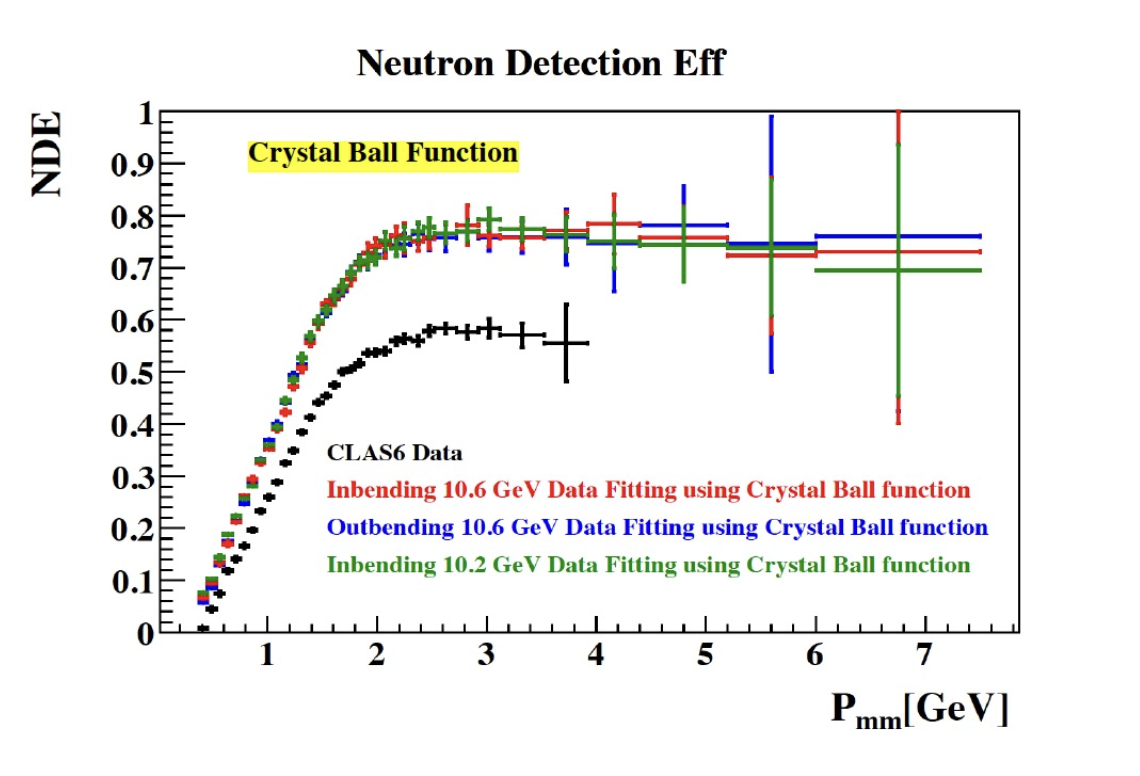 Neutron Detection Eff
NDE
1
0.9
0.8
0.7
0.6
0.5
0.4
0.3
0.2
0.1
0
Crystal Ball Function
CLAS6 Data
Inbending 10.6 GeV Data Fitting using Crystal Ball function
Outbending 10.6 GeV Data Fitting using Crystal Ball function
Inbending 10.2 GeV Data Fitting using Crystal Ball function
1 2 3 4 5 6 7
Pmm[GeV]